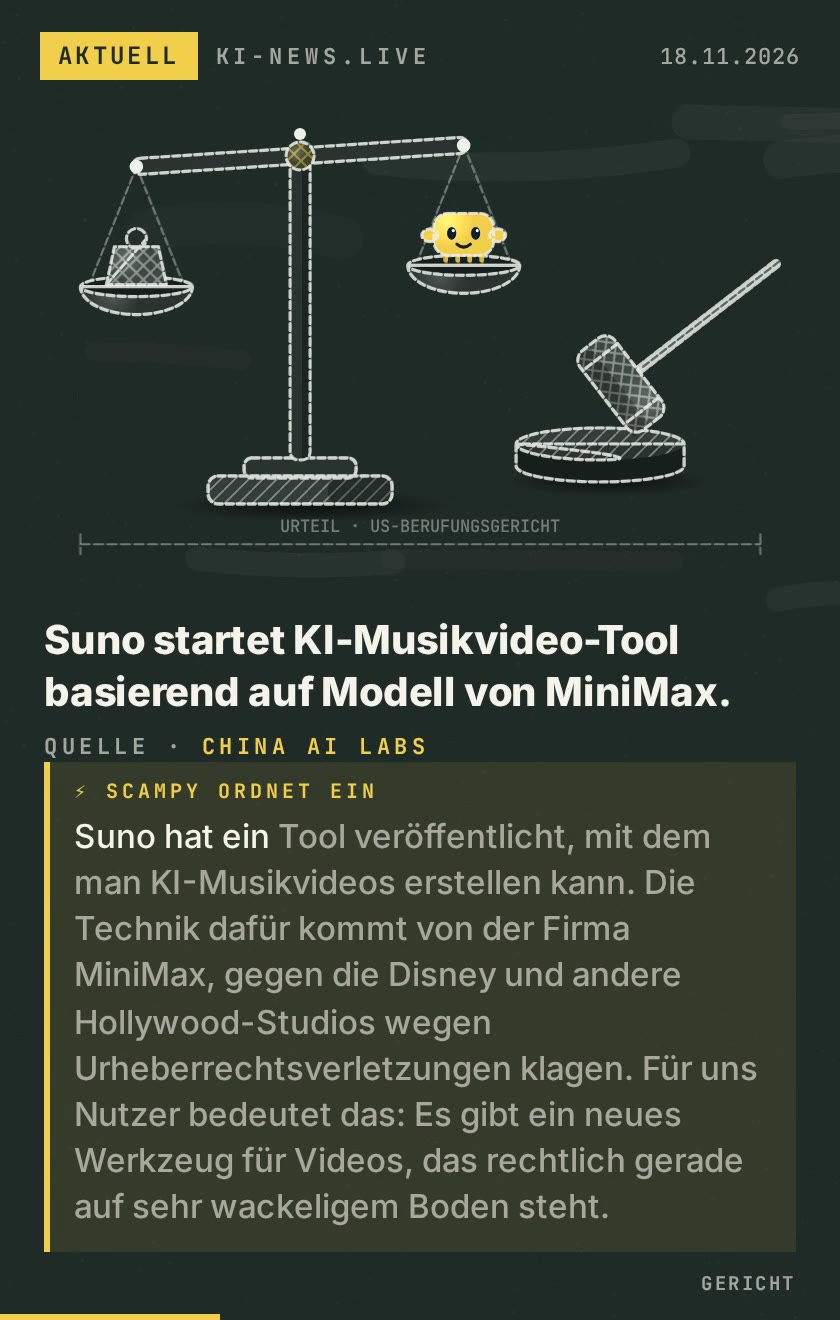 AKTUELL KI-NEWS.LIVE 18.11.2026
URTEIL · US-BERUFUNGSGERICHT
Suno startet KI-Musikvideo-Tool
basierend auf Modell von MiniMax.
QUELLE · CHINA AI LABS
⚡ SCAMPY ORDNET EIN
Suno hat ein Tool veröffentlicht, mit dem
man KI-Musikvideos erstellen kann. Die
Technik dafür kommt von der Firma
MiniMax, gegen die Disney und andere
Hollywood-Studios wegen
Urheberrechtsverletzungen klagen. Für uns
Nutzer bedeutet das: Es gibt ein neues
Werkzeug für Videos, das rechtlich gerade
auf sehr wackeligem Boden steht.
GERICHT